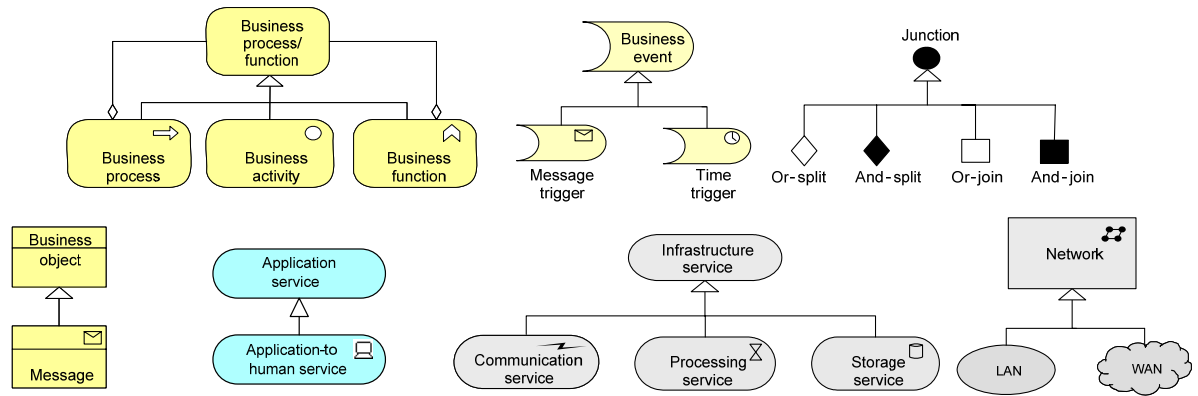 Business
process/
function
Business
process
Business
activity
Business
function
Business
event
Message
trigger
Time
trigger
Junction
Or-split
And-split
Or-join
And-join
Business
object
Message
Application
service
Application-to
human service
Infrastructure
service
Communication
service
Processing
service
Storage
service
Network
LAN
WAN